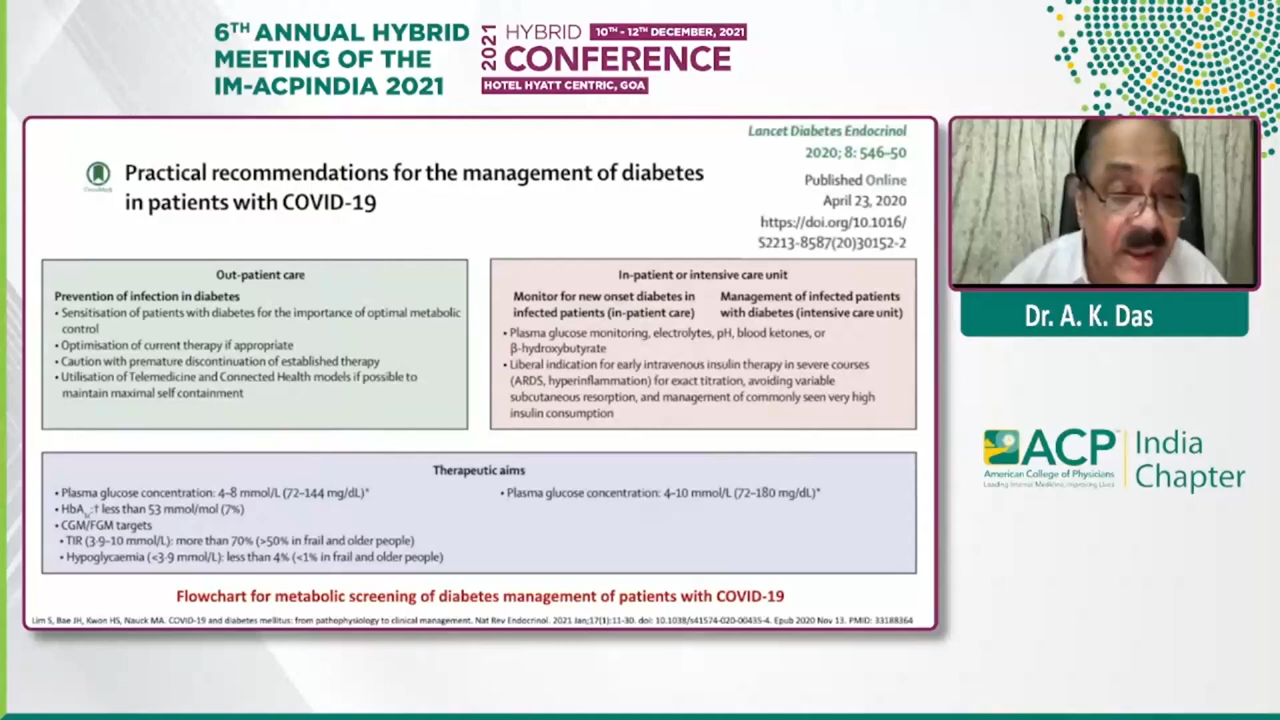 6TH ANNUAL HYBRID
MEETING OF THE
IM-ACPINDIA 2021
2021
HYBRID
10TH - 12TH DECEMBER, 2021
CONFERENCE
HOTEL HYATT CENTRIC, GOA
Lancet Diabetes Endocrinol
2020; 8: 546–50
Published Online
April 23, 2020
https://doi.org/10.1016/
S2213-8587(20)30152-2
CrossMark
Practical recommendations for the management of diabetes
in patients with COVID-19
Out-patient care
Prevention of infection in diabetes
• Sensitisation of patients with diabetes for the importance of optimal metabolic
control
• Optimisation of current therapy if appropriate
• Caution with premature discontinuation of established therapy
• Utilisation of Telemedicine and Connected Health models if possible to
maintain maximal self containment
In-patient or intensive care unit
Monitor for new onset diabetes in
infected patients (in-patient care)
Management of infected patients
with diabetes (intensive care unit)
• Plasma glucose monitoring, electrolytes, pH, blood ketones, or
β-hydroxybutyrate
• Liberal indication for early intravenous insulin therapy in severe courses
(ARDS, hyperinflammation) for exact titration, avoiding variable
subcutaneous resorption, and management of commonly seen very high
insulin consumption
Therapeutic aims
• Plasma glucose concentration: 4–8 mmol/L (72–144 mg/dL)*
• HbA1c:† less than 53 mmol/mol (7%)
• CGM/FGM targets
• TIR (3·9–10 mmol/L): more than 70% (>50% in frail and older people)
• Hypoglycaemia (<3·9 mmol/L): less than 4% (<1% in frail and older people)
• Plasma glucose concentration: 4–10 mmol/L (72–180 mg/dL)*
Flowchart for metabolic screening of diabetes management of patients with COVID-19
Lim S, Bae JH, Kwon HS, Nauck MA. COVID-19 and diabetes mellitus: from pathophysiology to clinical management. Nat Rev Endocrinol. 2021 Jan;17(1):11-30. doi: 10.1038/s41574-020-00435-4. Epub 2020 Nov 13. PMID: 33188364
Dr. A. K. Das
ACP
American College of Physicians
Leading Internal Medicine, Improving Lives
India
Chapter